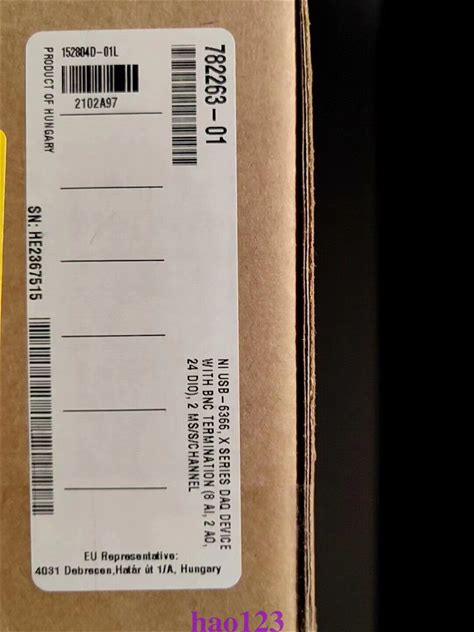 152804D-01L
2102A97
PRODUCT OF HUNGARY
782263-01
SN: HE2367515
NI USB-6366, X SERIES DAQ DEVICE
WITH BNC TERMINATION (8 AI, 2 AO,
24 DIO), 2 MS/S/CHANNEL
EU Representative:
4031 Debrecen,Határ út 1/A, Hungary
hao123